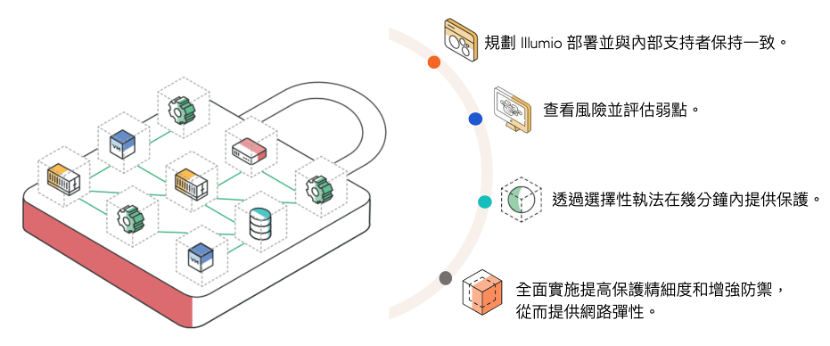 規劃 Illumio 部署並與內部支持者保持一致。
查看風險並評估弱點。
透過選擇性執法在幾分鐘內提供保護。
全面實施提高保護精細度和增強防禦，
從而提供網路彈性。
VM
VM